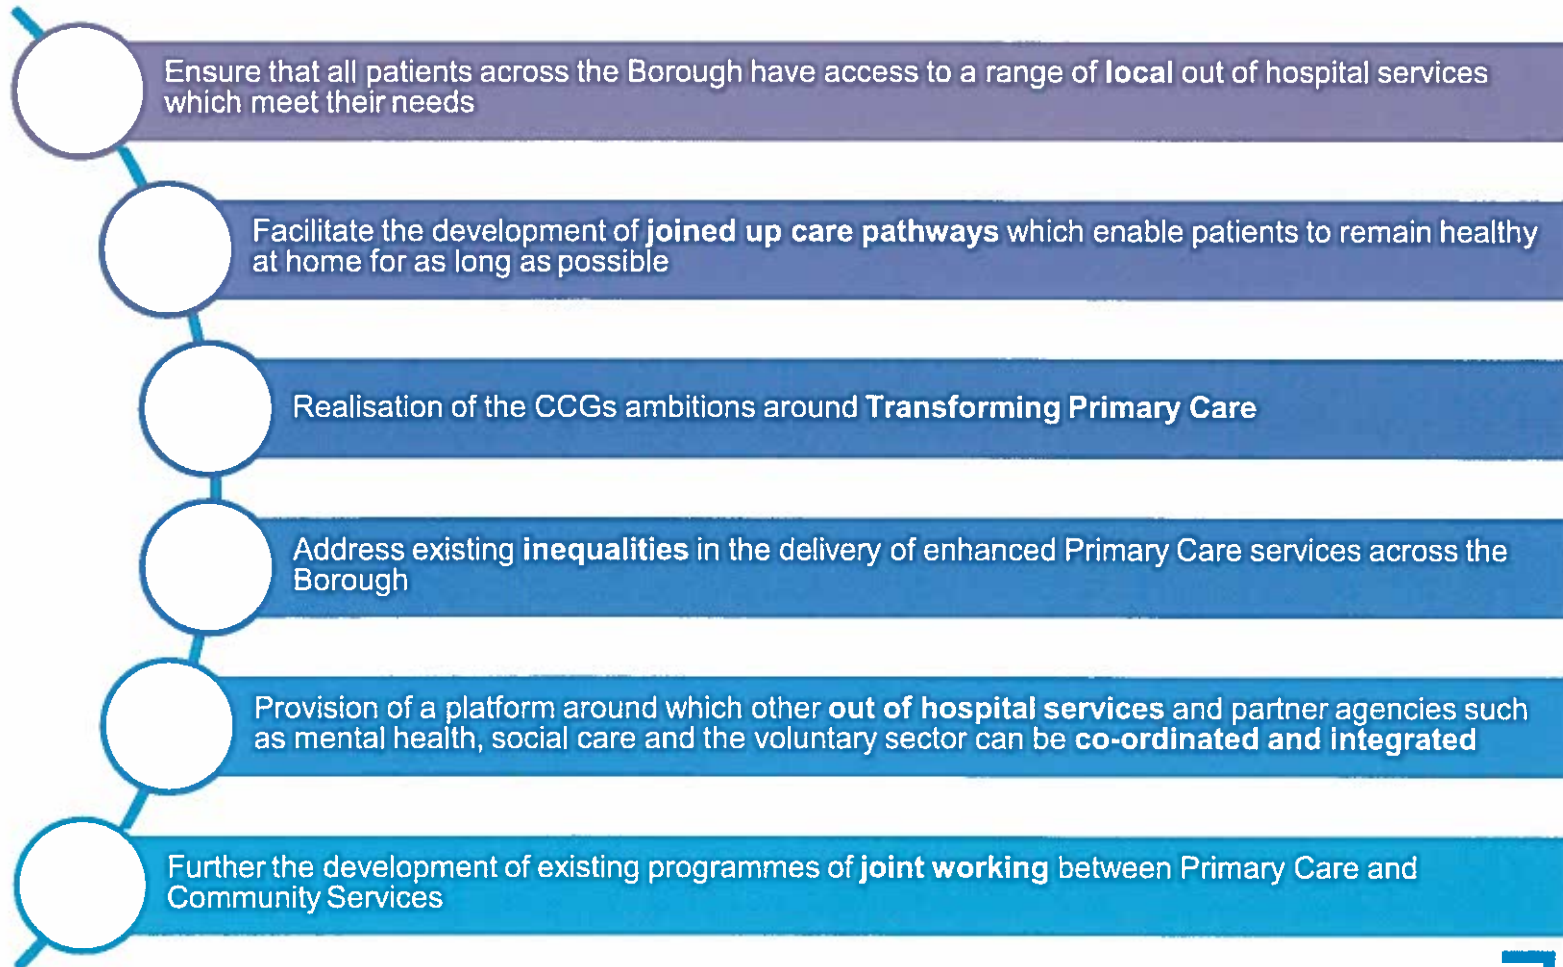 Ensure that all patients across the Borough have access to a range of local out of hospital services
which meet their needs
Facilitate the development of joined up care pathways which enable patients to remain healthy
at home for as long as possible
Realisation of the CCGs ambitions around Transforming Primary Care
Address existing inequalities in the delivery of enhanced Primary Care services across the
Borough
Provision of a platform around which other out of hospital services and partner agencies such
as mental health, social care and the voluntary sector can be co-ordinated and integrated
Further the development of existing programmes of joint working between Primary Care and
Community Services